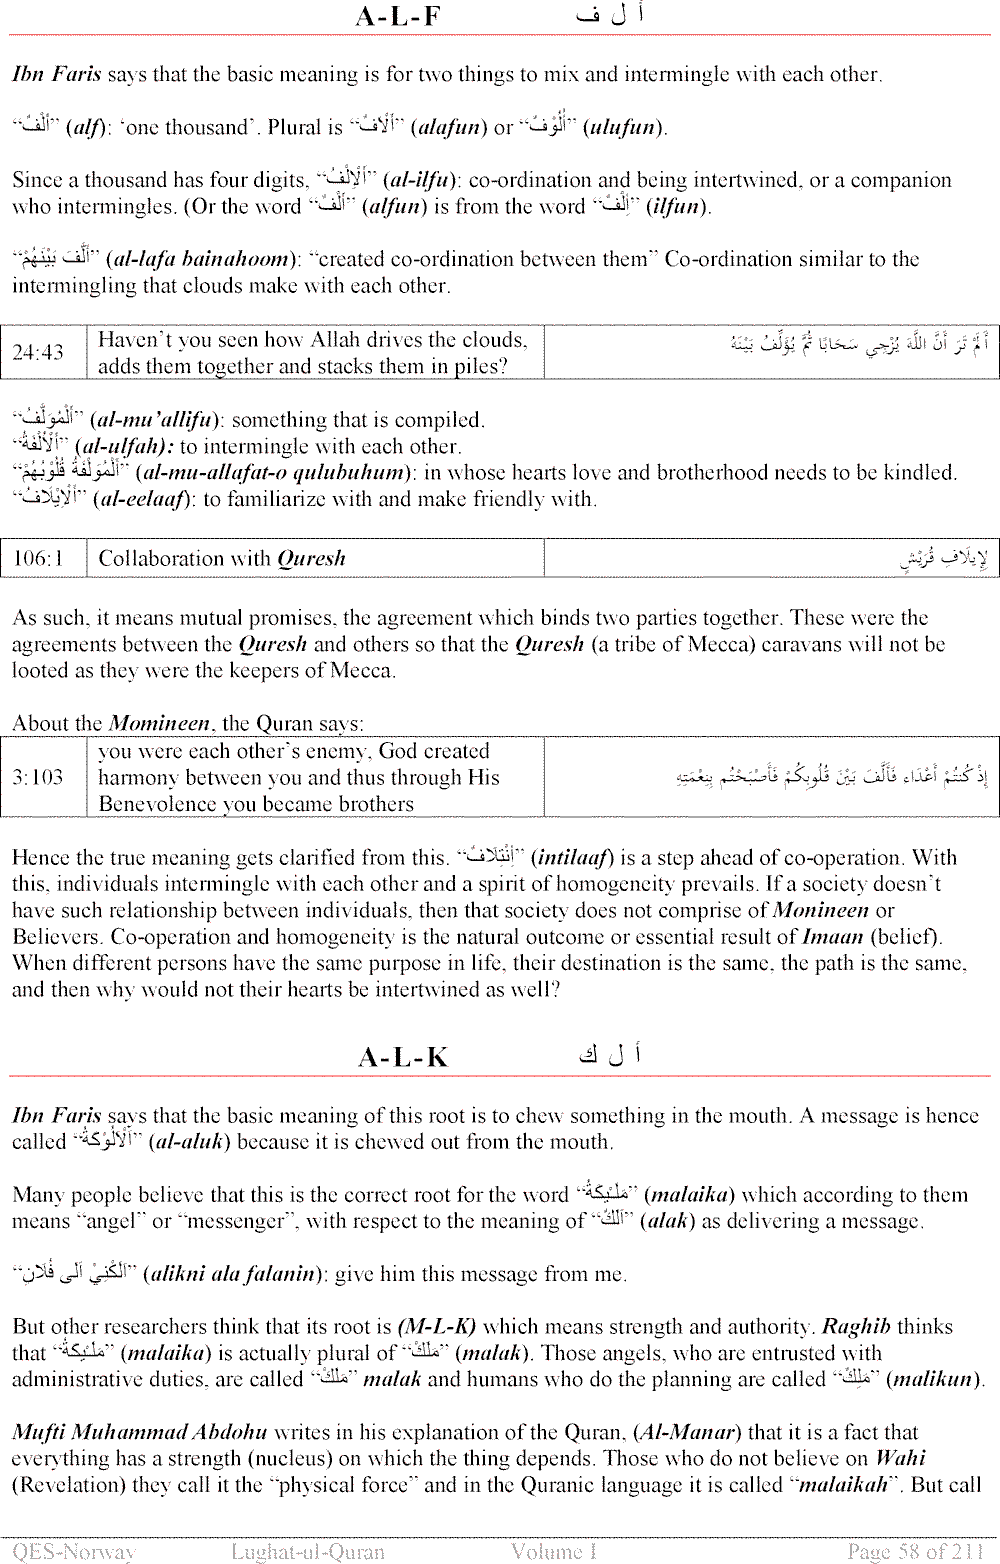 A-L-F أ ل ف
Ibn Faris says that the basic meaning is for two things to mix and intermingle with each other.
“اَلْفٌ” (alf): ‘one thousand’. Plural is “اَلْاَفٌ” (alafun) or “اُلُوْفٌ” (ulufun).
Since a thousand has four digits, “اَلْاِلْفُ” (al-ilfu): co-ordination and being intertwined, or a companion
who intermingles. (Or the word “اَلْفٌ” (alfun) is from the word “اِلْفٌ” (ilfun).
“اَلَّفَ بَيْنَهُمْ” (al-lafa bainahoom): “created co-ordination between them” Co-ordination similar to the
intermingling that clouds make with each other.
24:43 Haven’t you seen how Allah drives the clouds, adds them together and stacks them in piles? أَلَمْ تَرَ أَنَّ اللَّهَ يُزْجِي سَحَابًا ثُمَّ يُؤَلِّفُ بَيْنَهُ
“اَلْمُوَلَّفُ” (al-mu’allifu): something that is compiled.
“اَلْاُلْفَةُ” (al-ulfah): to intermingle with each other.
“اَلْمُوَلَّفَةُ قُلُوْبُهُمْ” (al-mu-allafat-o qulubuhum): in whose hearts love and brotherhood needs to be kindled.
“اَلْاِيْلَافُ” (al-eelaaf): to familiarize with and make friendly with.
106:1 Collaboration with Quresh لِإِيلَافِ قُرَيْشٍ
As such, it means mutual promises, the agreement which binds two parties together. These were the
agreements between the Quresh and others so that the Quresh (a tribe of Mecca) caravans will not be
looted as they were the keepers of Mecca.
About the Momineen, the Quran says:
3:103 you were each other’s enemy, God created harmony between you and thus through His Benevolence you became brothers إِذْ كُنتُمْ أَعْدَاء فَأَلَّفَ بَيْنَ قُلُوبِكُمْ فَأَصْبَحْتُم بِنِعْمَتِهِ
Hence the true meaning gets clarified from this. “اِئْتِلَافٌ” (intilaaf) is a step ahead of co-operation. With
this, individuals intermingle with each other and a spirit of homogeneity prevails. If a society doesn’t
have such relationship between individuals, then that society does not comprise of Monineen or
Believers. Co-operation and homogeneity is the natural outcome or essential result of Imaan (belief).
When different persons have the same purpose in life, their destination is the same, the path is the same,
and then why would not their hearts be intertwined as well?
A-L-K أ ل ك
Ibn Faris says that the basic meaning of this root is to chew something in the mouth. A message is hence
called “اَلْاَلُوْكَةُ” (al-aluk) because it is chewed out from the mouth.
Many people believe that this is the correct root for the word “مَلٰئِكَةُ” (malaika) which according to them
means “angel” or “messenger”, with respect to the meaning of “اَلَكَ” (alak) as delivering a message.
“اَلِكْنِيْ اَلٰى فُلَانٍ” (alikni ala falanin): give him this message from me.
But other researchers think that its root is (M-L-K) which means strength and authority. Raghib thinks
that “مَلٰئِكَةُ” (malaika) is actually plural of “مَلَكٌ” (malak). Those angels, who are entrusted with
administrative duties, are called “مَلَكٌ” malak and humans who do the planning are called “مَلِكٌ” (malikun).
Mufti Muhammad Abdohu writes in his explanation of the Quran, (Al-Manar) that it is a fact that
everything has a strength (nucleus) on which the thing depends. Those who do not believe on Wahi
(Revelation) they call it the “physical force” and in the Quranic language it is called “malaikah”. But call
QES-Norway Lughat-ul-Quran Volume I Page 58 of 211